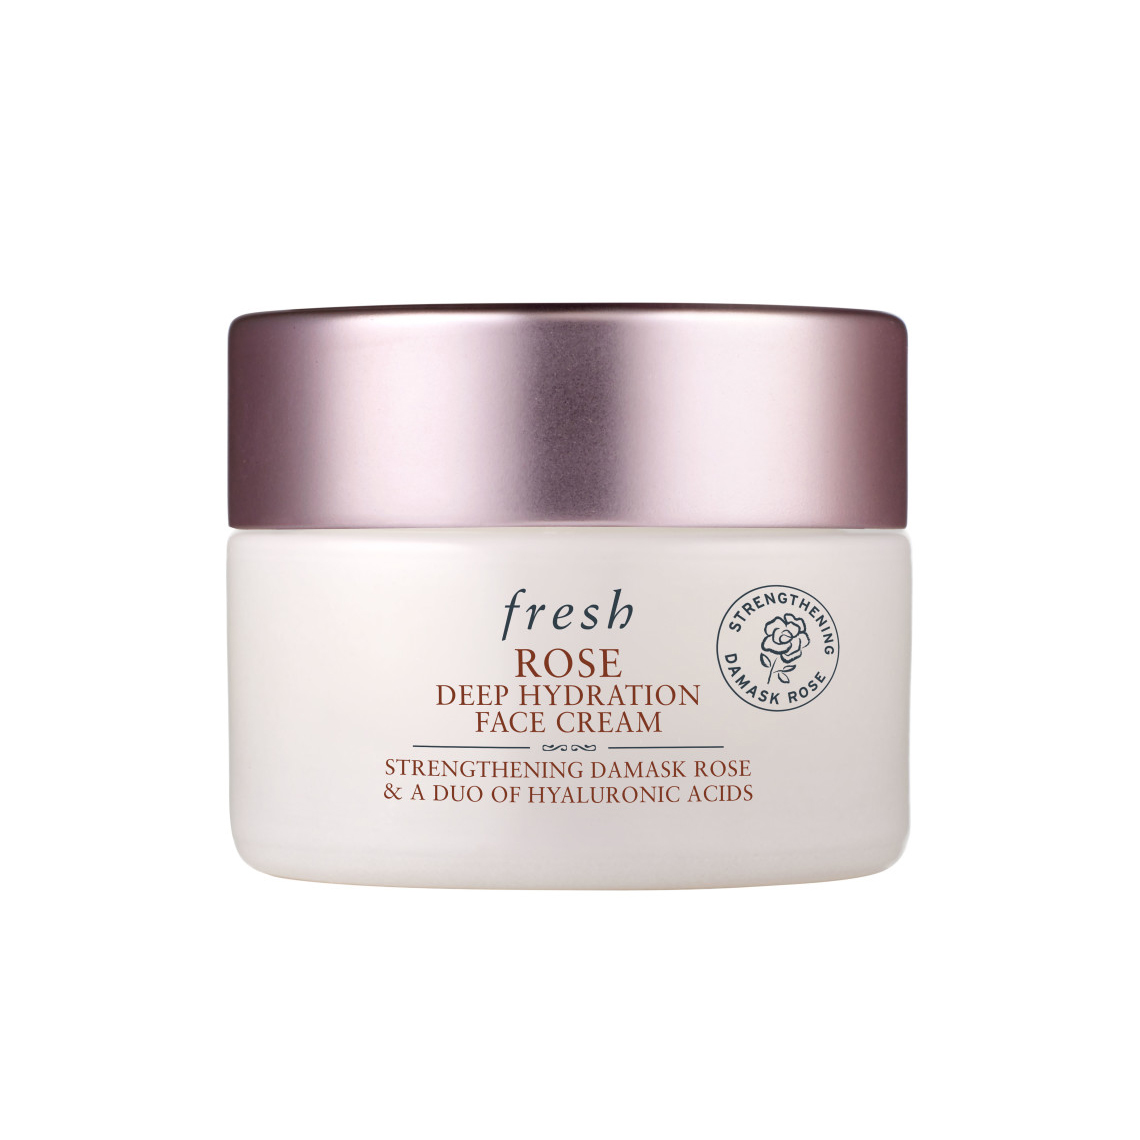 fresh
ROSE
DEEP HYDRATION
FACE CREAM
STRENGTHENING DAMASK ROSE
& A DUO OF HYALURONIC ACIDS
STRENGTHENING
DAMASK ROSE